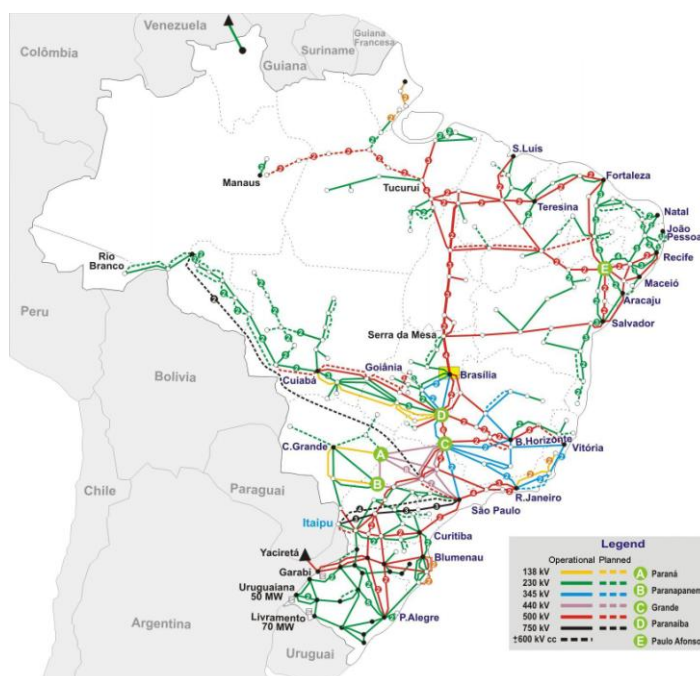 Guiana
Francesa
Venezuela
Suriname
Colômbia
Guiana
S.Luís
Fortaleza
Manaus
Tucuruí
Teresina
Natal
João
Pessoa
Rio
Branco
Recife
E
Maceió
Aracaju
Peru
Salvador
Serra da Mesa
Bolivia
Goiânia
Brasília
Cuiabá
D
C.Grande
A
C
B.Horizonte
Vitória
Chile
Paraguai
B
R.Janeiro
São Paulo
Itaipu
Curitiba
Yaciretá
Blumenau
Garabi
Uruguaiana
50 MW
Livramento
70 MW
P.Alegre
Argentina
Uruguai
Legend
Operational Planned
138 kV A Paraná
230 kV
345 kV B Paranapanem
440 kV C Grande
500 kV
750 kV D Paranaíba
±600 kV cc E Paulo Afonso